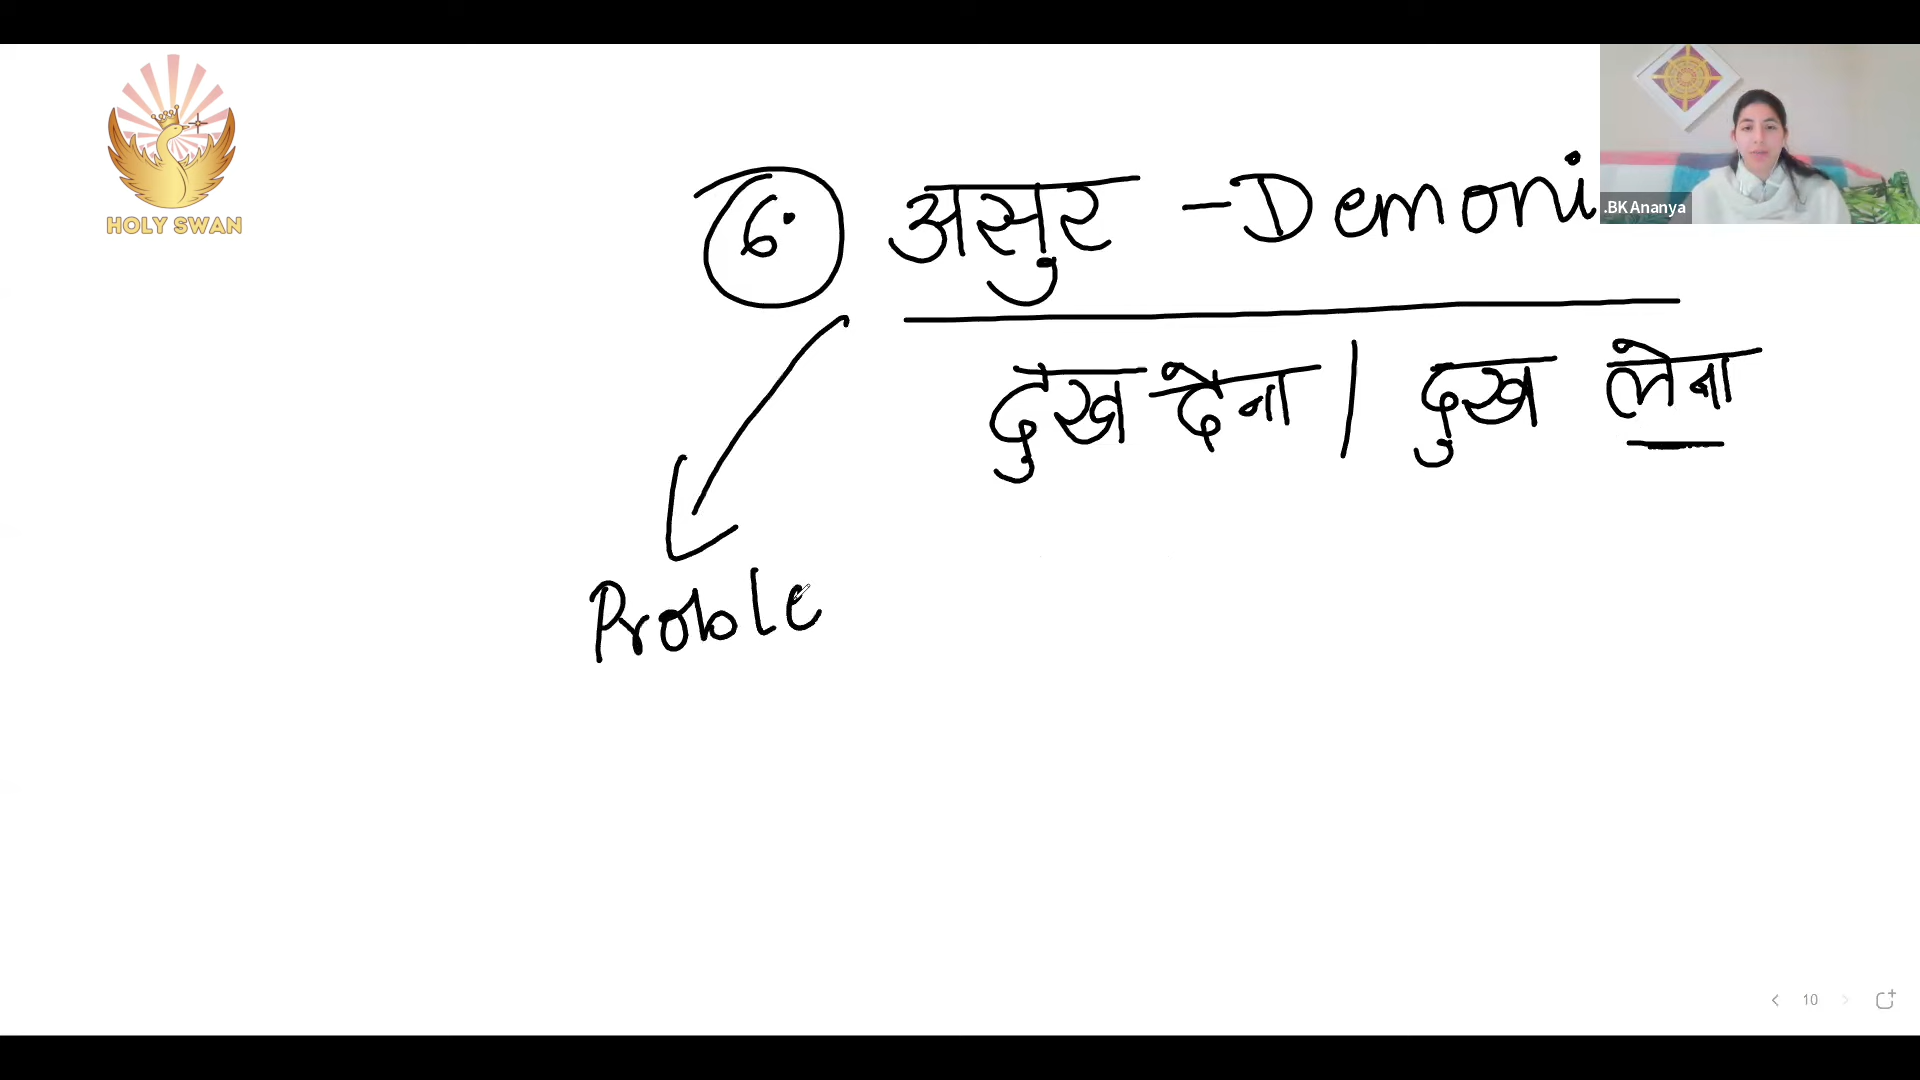 HOLY SWAN
.BK Ananya
6. असुर - Demoni
दुख देना | दुख लेना
Proble
10